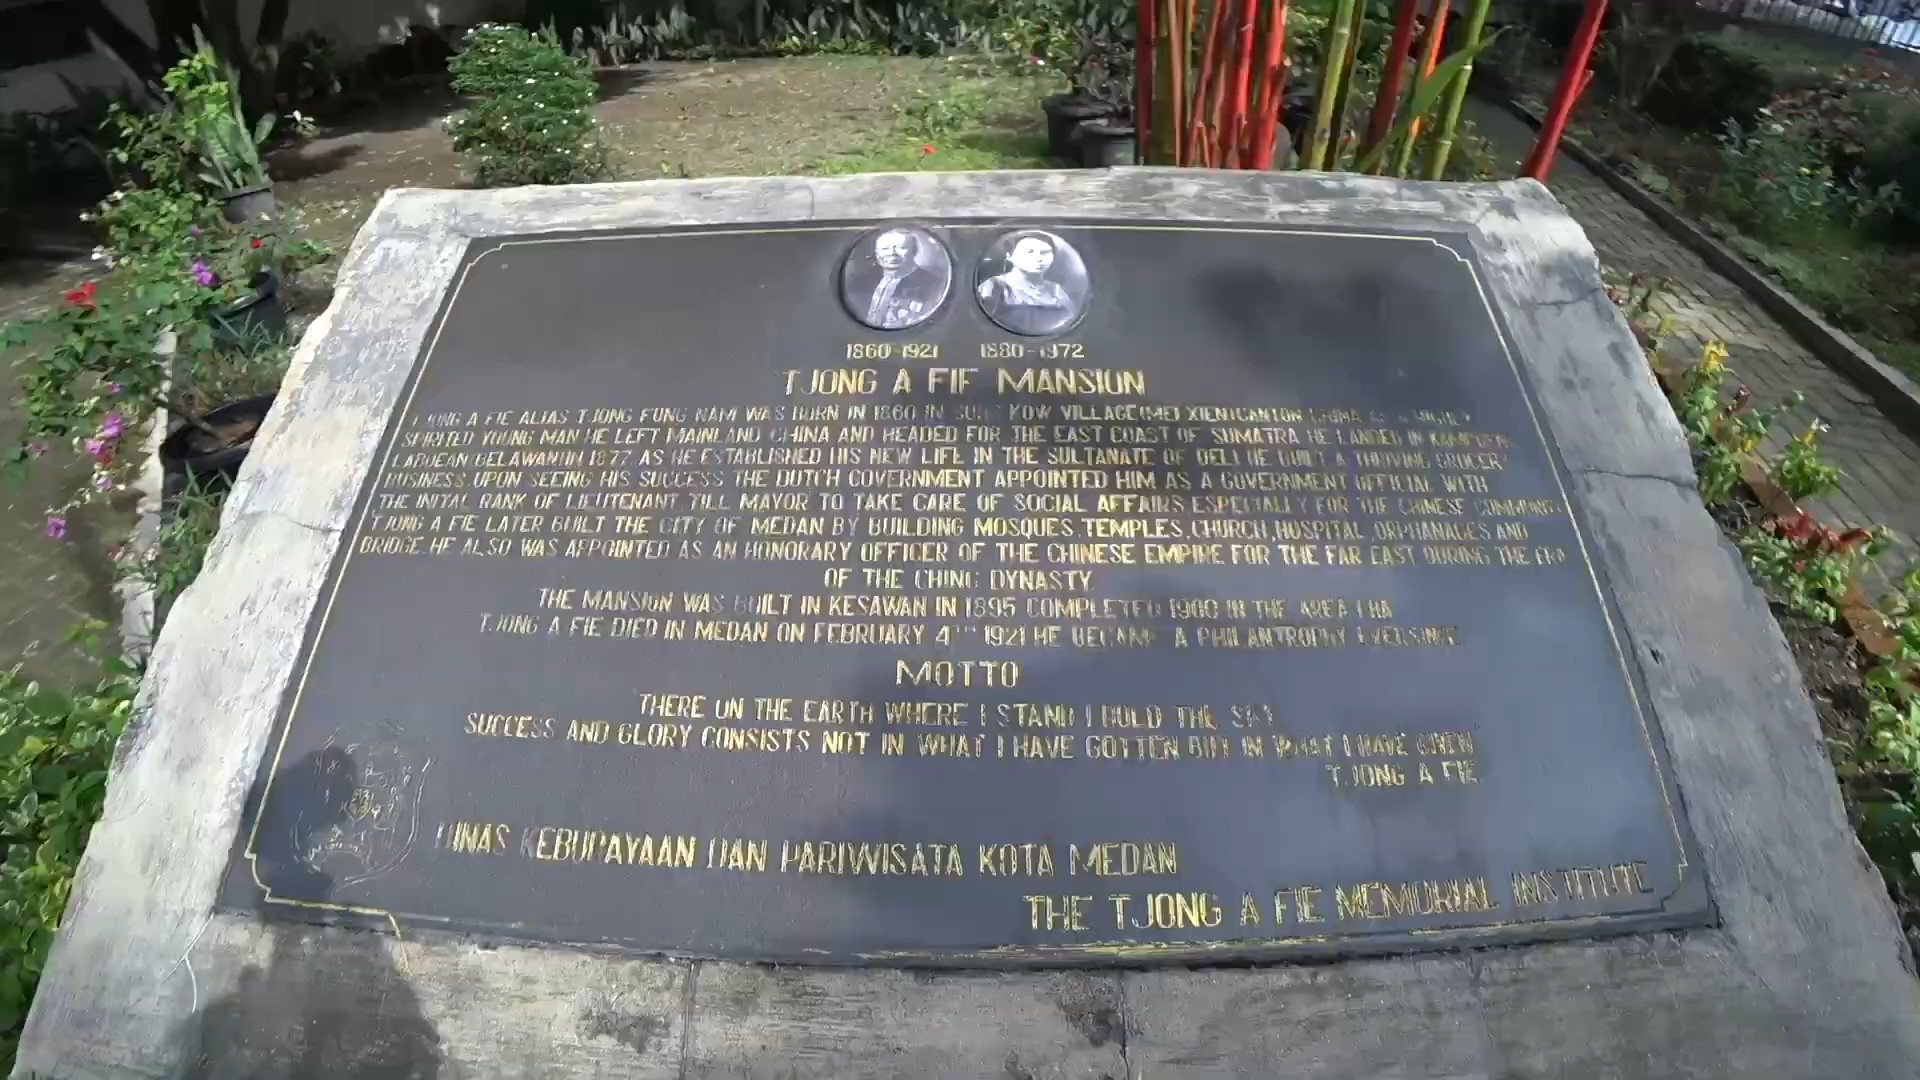 1860-1921 1880-1972
TJONG A FIE MANSION
TJONG A FIE ALIAS TJONG FUNG NAM WAS BORN IN 1860 IN KOW VILLAGE(MEI XIEN)CANTON CHINA AS A HIGHLY
SPIRITED YOUNG MAN HE LEFT MAINLAND CHINA AND HEADED FOR THE EAST COAST OF SUMATRA HE LANDED IN
LABUEAN(BELAWAN)IN 1877 AS HE ESTABLISHED HIS NEW LIFE IN THE SULTANATE OF DELI HE BUILT A THRIVING GROCERY
BUSINESS. UPON SEEING HIS SUCCESS THE DUTCH GOVERNMENT APPOINTED HIM AS A GOVERNMENT OFFICIAL WITH
THE INITAL RANK OF LIEUTENANT TILL MAYOR TO TAKE CARE OF SOCIAL AFFAIRS ESPECIALLY FOR THE CHINESE COMMUNITY
TJONG A FIE LATER BUILT THE CITY OF MEDAN BY BUILDING MOSQUES, TEMPLES, CHURCH, HOSPITAL, ORPHANAGES AND
BRIDGE. HE ALSO WAS APPOINTED AS AN HONORARY OFFICER OF THE CHINESE EMPIRE FOR THE FAR EAST DURING THE ERA
OF THE CHING DYNASTY.
THE MANSION WAS BUILT IN KESAWAN IN 1895 COMPLETED 1900 IN THE AREA 1 HA
TJONG A FIE DIED IN MEDAN ON FEBRUARY 4TH 1921 HE BECAME A PHILANTROPHY
MOTTO
THERE ON THE EARTH WHERE I STAND I HOLD THE SKY
SUCCESS AND GLORY CONSISTS NOT IN WHAT I HAVE GOTTEN BUT IN WHAT I HAVE GIVEN
TJONG A FIE
DINAS KEBUDAYAAN DAN PARIWISATA KOTA MEDAN
THE TJONG A FIE MEMORIAL INSTITUTE